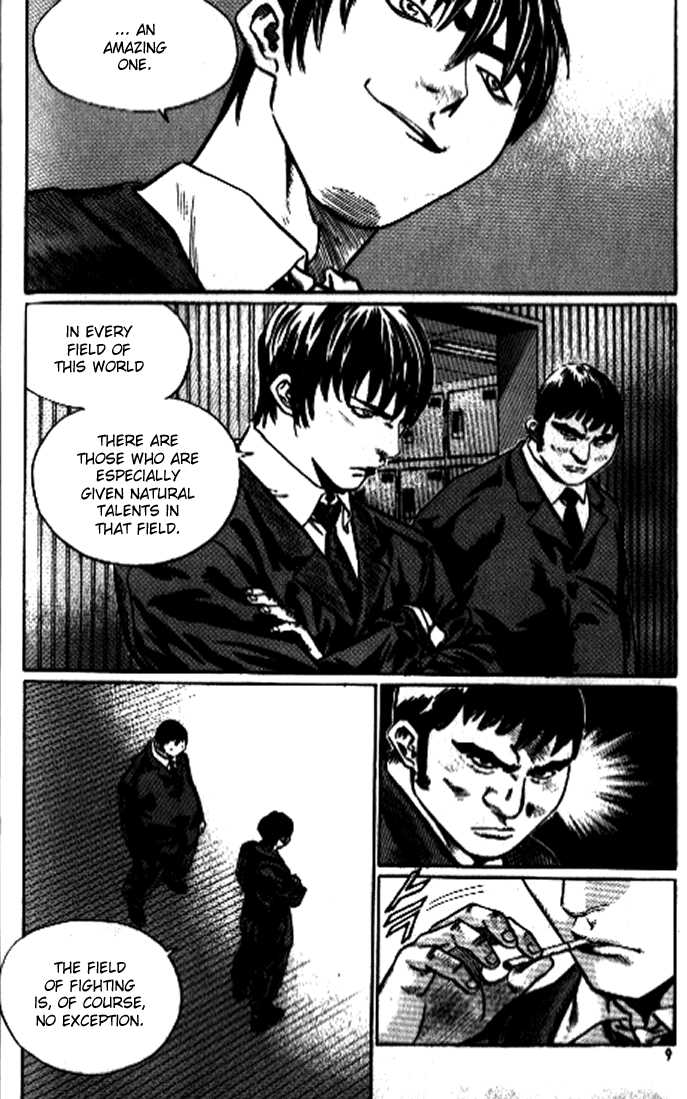 ... AN
AMAZING
ONE.
IN EVERY
FIELD OF
THIS WORLD
THERE ARE
THOSE WHO ARE
ESPECIALLY
GIVEN NATURAL
TALENTS IN
THAT FIELD.
THE FIELD
OF FIGHTING
IS, OF COURSE,
NO EXCEPTION.
9